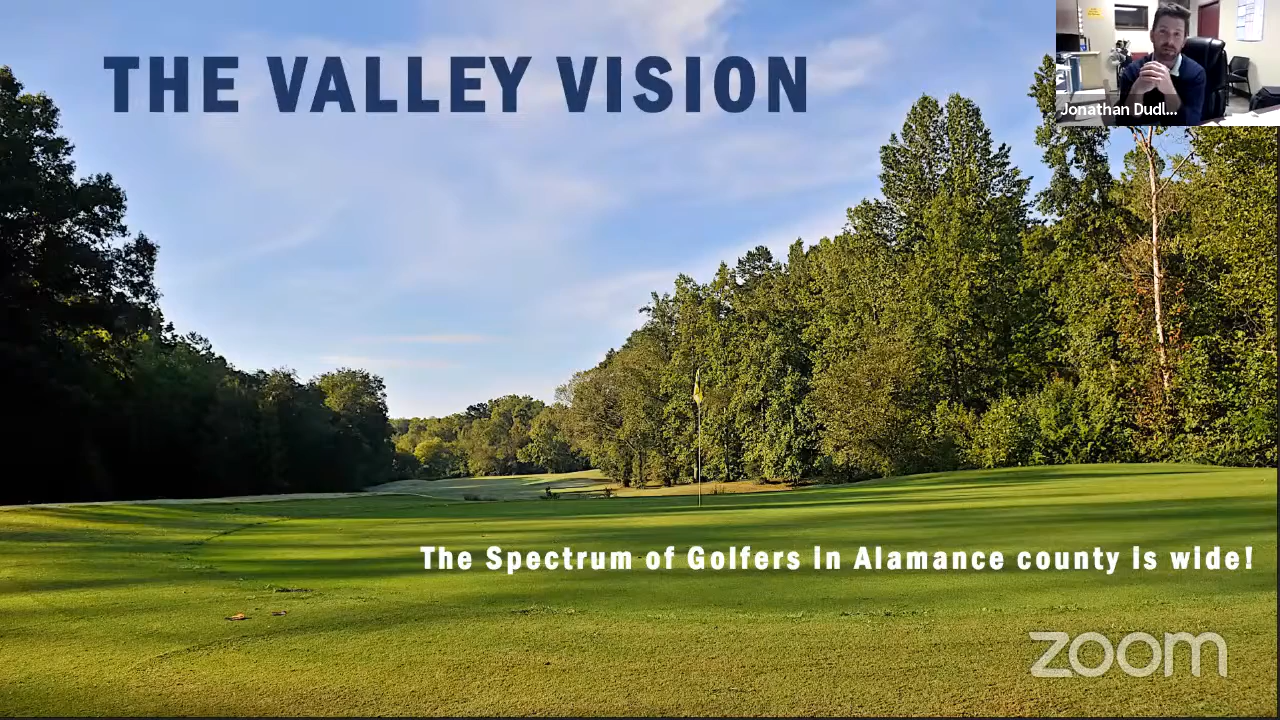 THE VALLEY VISION
Jonathan Dudl...
The Spectrum of Golfers in Alamance county is wide!
zoom